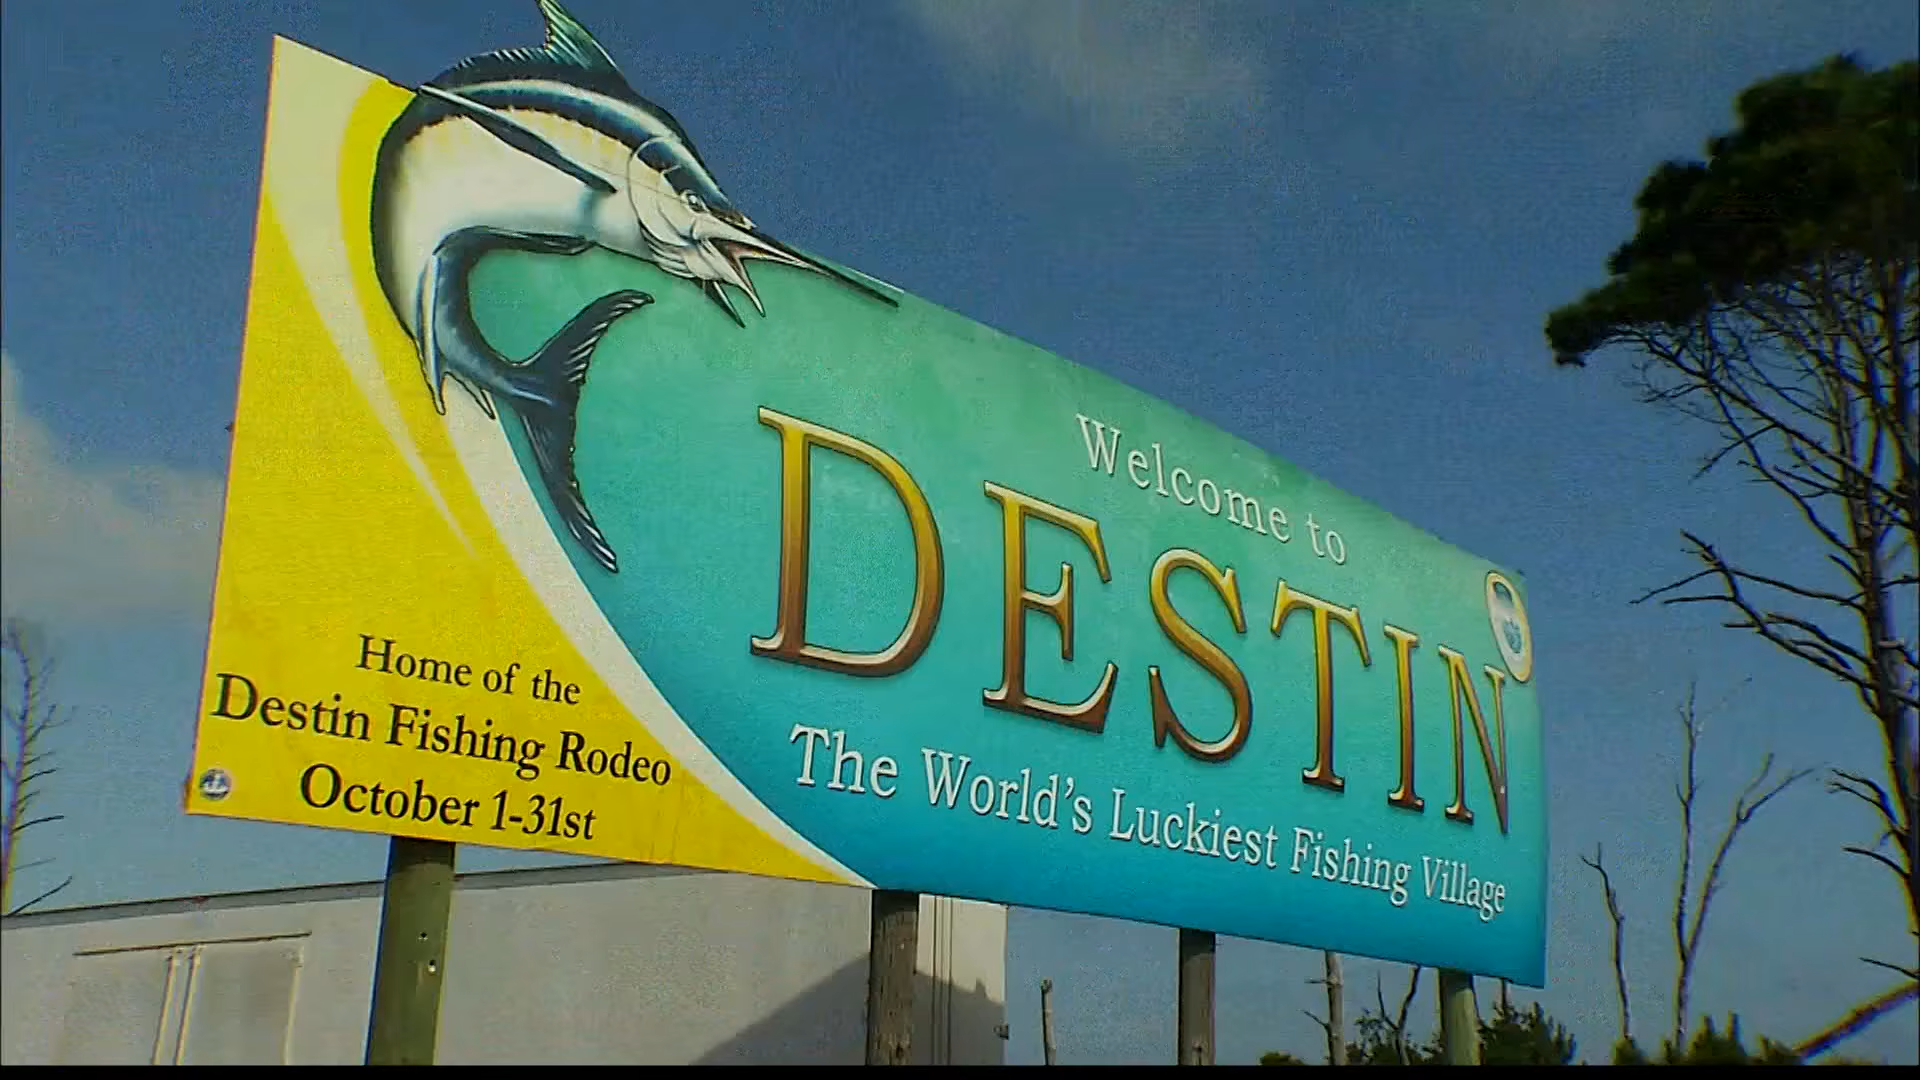 Welcome to
DESTIN
The World's Luckiest Fishing Village
Home of the
Destin Fishing Rodeo
October 1-31st